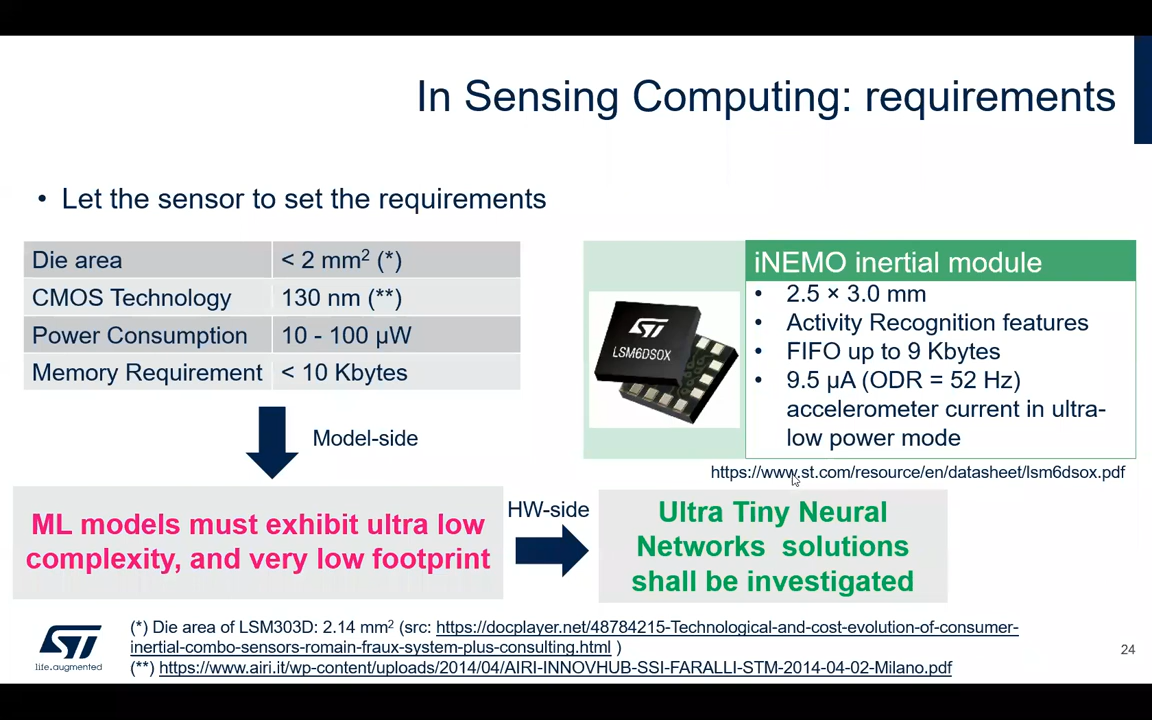 In Sensing Computing: requirements
• Let the sensor to set the requirements
Die area < 2 mm² (*)
CMOS Technology 130 nm (**)
Power Consumption 10 - 100 µW
Memory Requirement < 10 Kbytes
ST
LSM6DSOX
iNEMO inertial module
• 2.5 × 3.0 mm
• Activity Recognition features
• FIFO up to 9 Kbytes
• 9.5 µA (ODR = 52 Hz)
accelerometer current in ultra-
low power mode
https://www.st.com/resource/en/datasheet/lsm6dsox.pdf
Model-side
ML models must exhibit ultra low
complexity, and very low footprint
HW-side
Ultra Tiny Neural
Networks solutions
shall be investigated
ST
life.augmented
(*) Die area of LSM303D: 2.14 mm² (src: https://docplayer.net/48784215-Technological-and-cost-evolution-of-consumer-
inertial-combo-sensors-romain-fraux-system-plus-consulting.html )
(**) https://www.airi.it/wp-content/uploads/2014/04/AIRI-INNOVHUB-SSI-FARALLI-STM-2014-04-02-Milano.pdf
24